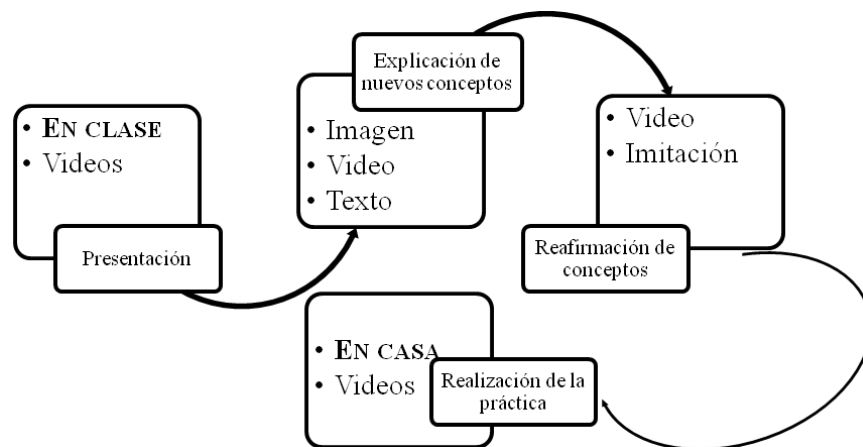 • EN CLASE
• Videos
Presentación
Explicación de
nuevos conceptos
• Imagen
• Video
• Texto
• Video
• Imitación
Reafirmación de
conceptos
• EN CASA
• Videos
Realización de la
práctica